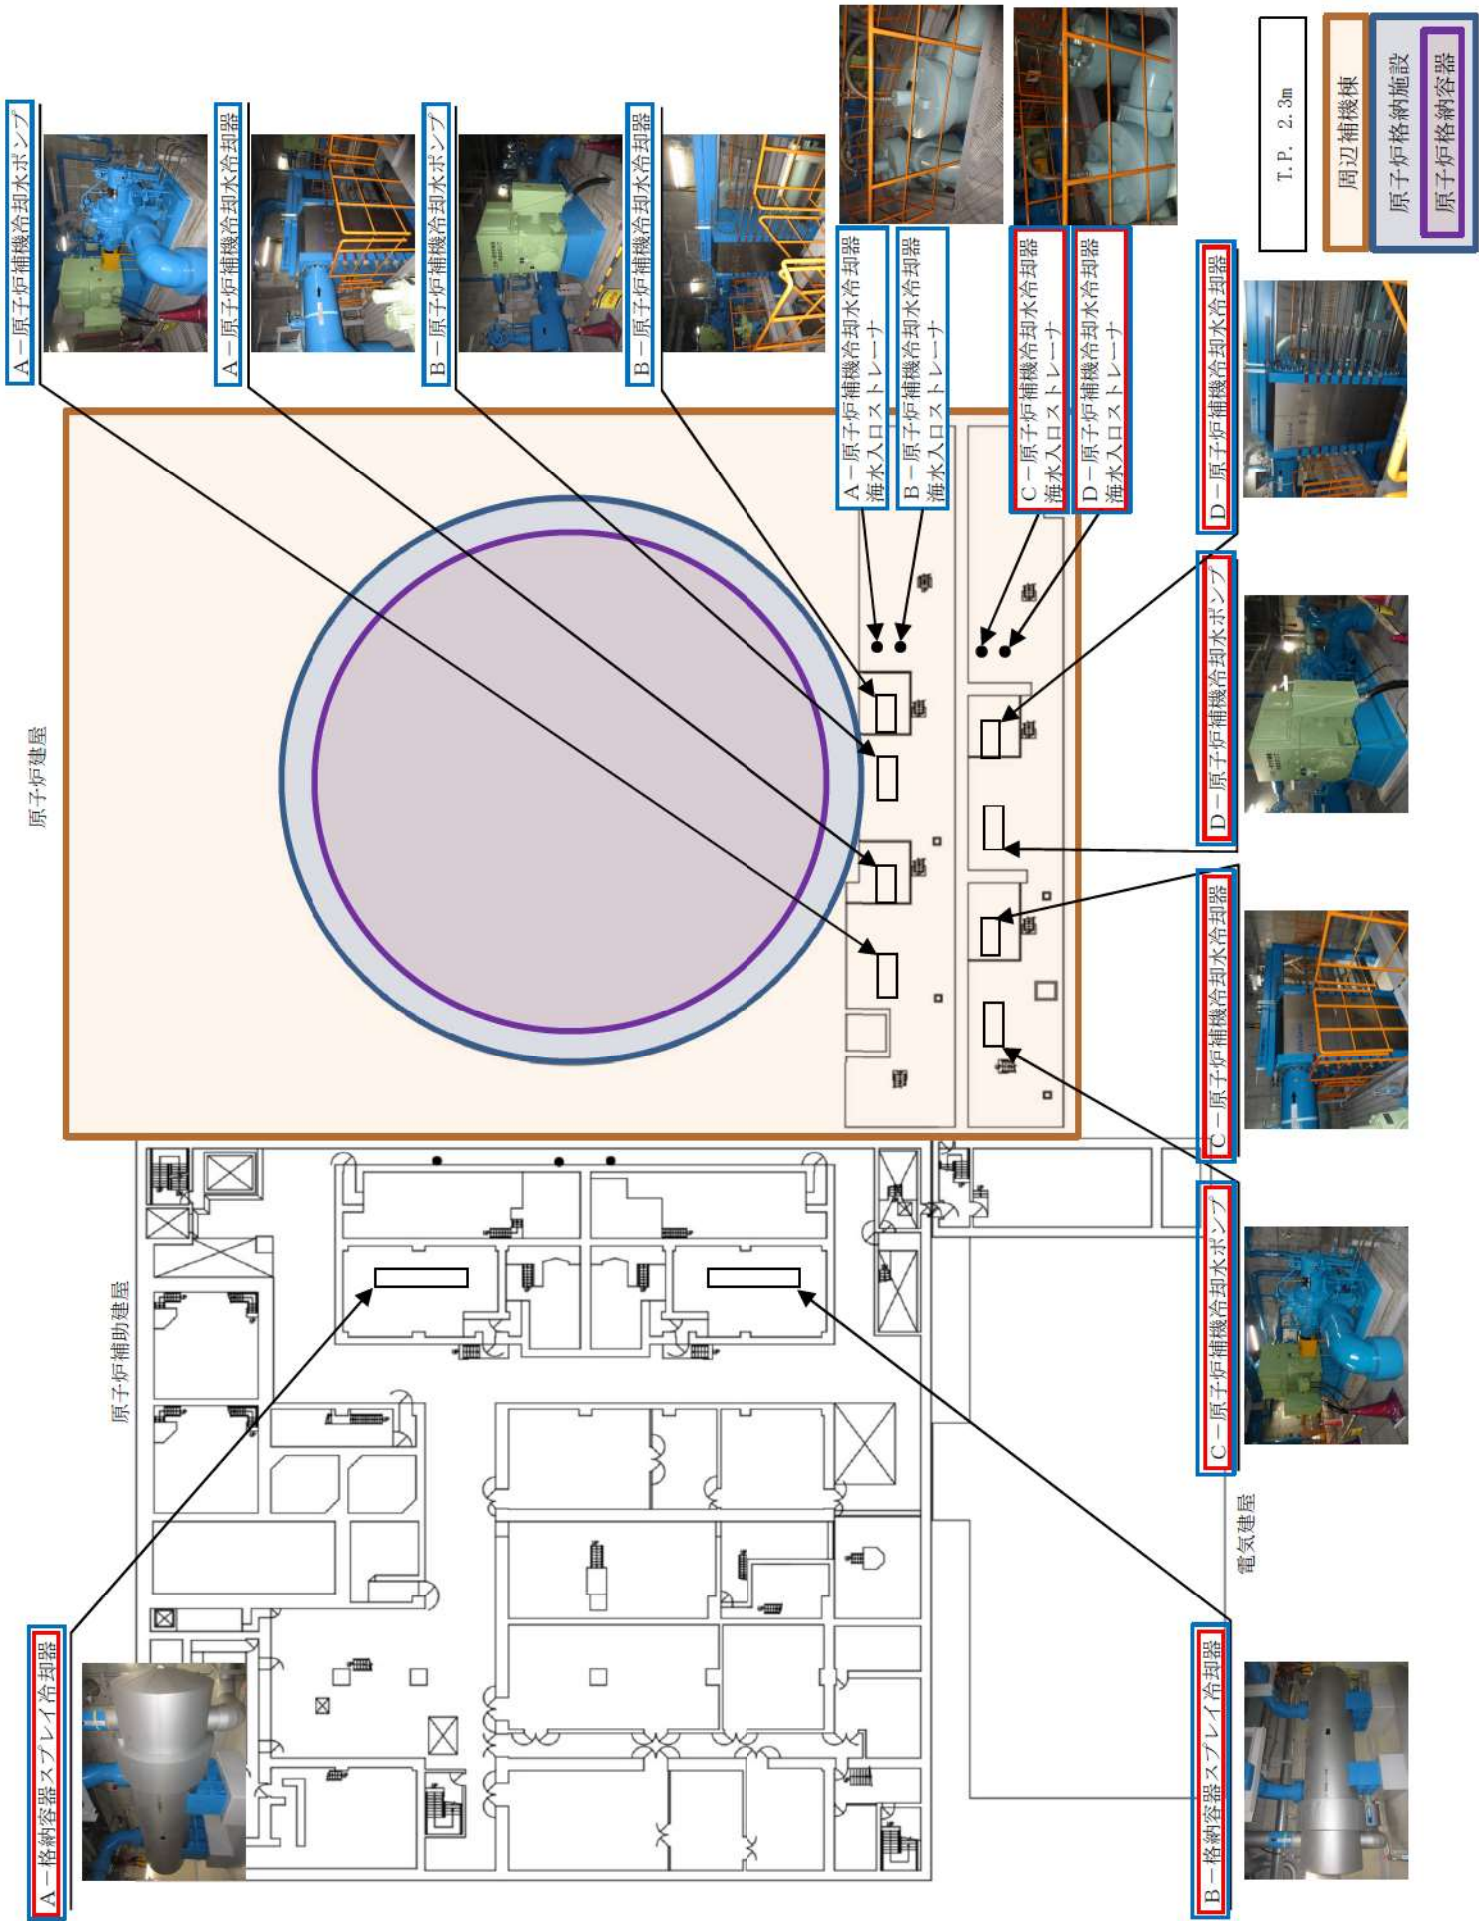 A－原子炉補機冷却水ポンプ
A－原子炉補機冷却水冷却器
B－原子炉補機冷却水ポンプ
B－原子炉補機冷却水冷却器
A－原子炉補機冷却水冷却器
海水入口ストレーナ
B－原子炉補機冷却水冷却器
海水入口ストレーナ
C－原子炉補機冷却水冷却器
海水入口ストレーナ
D－原子炉補機冷却水冷却器
海水入口ストレーナ
T.P. 2.3m
周辺補機棟
原子炉格納施設
原子炉格納容器
原子炉建屋
D－原子炉補機冷却水冷却器
D－原子炉補機冷却水ポンプ
C－原子炉補機冷却水冷却器
C－原子炉補機冷却水ポンプ
原子炉補助建屋
電気建屋
A－格納容器スプレイ冷却器
B－格納容器スプレイ冷却器